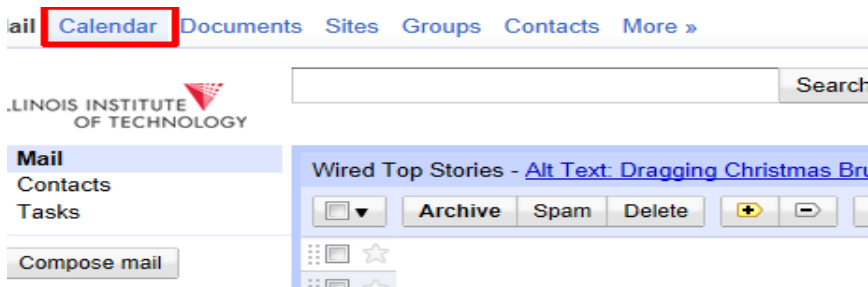 ail Calendar Documents Sites Groups Contacts More »
Search
LLINOIS INSTITUTE
OF TECHNOLOGY
Mail
Contacts
Tasks
Wired Top Stories - Alt Text: Dragging Christmas Bru
Archive Spam Delete
Compose mail